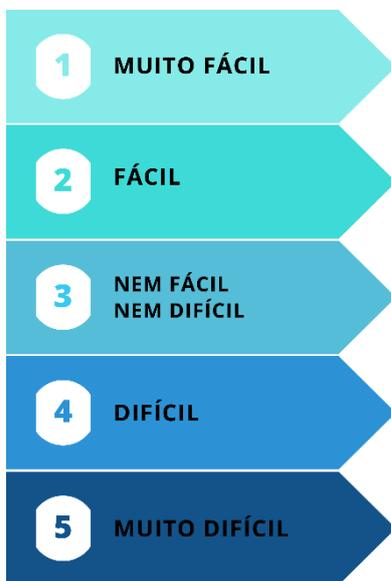 1 MUITO FÁCIL
2 FÁCIL
3 NEM FÁCIL
NEM DIFÍCIL
4 DIFÍCIL
5 MUITO DIFÍCIL